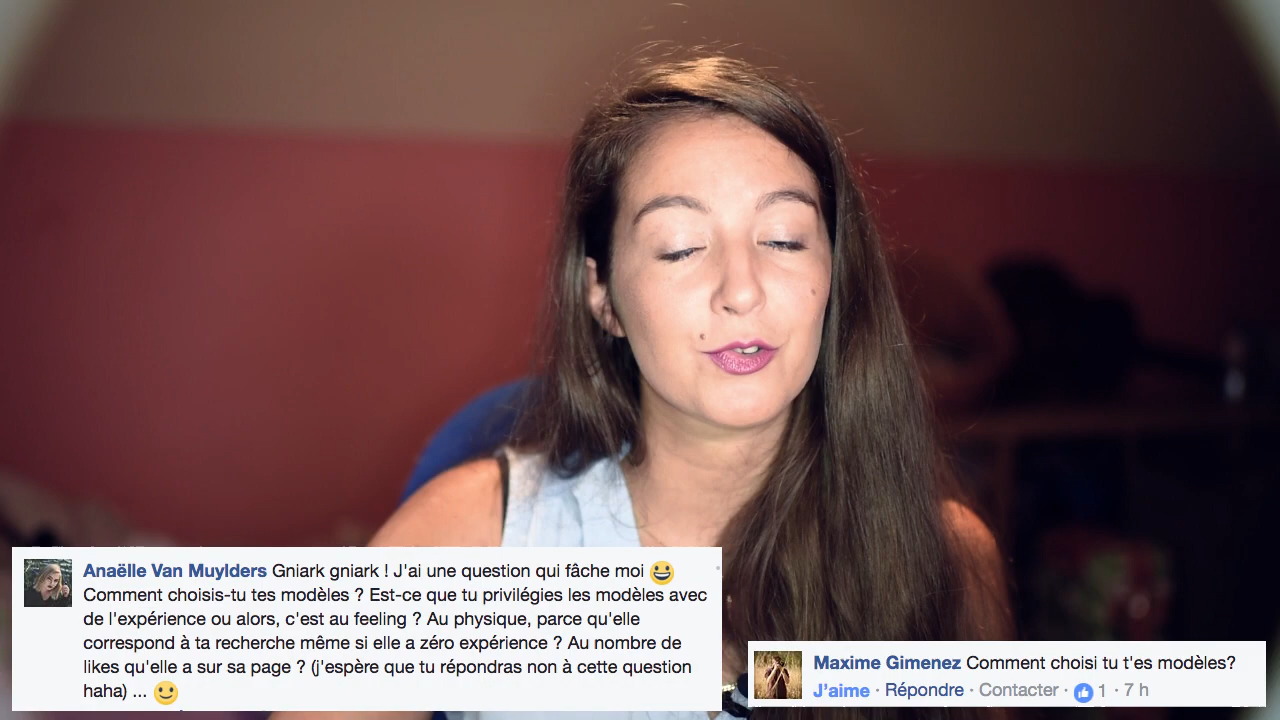 Anaëlle Van Muylders Gniark gniark ! J'ai une question qui fâche moi 😀
Comment choisis-tu tes modèles ? Est-ce que tu privilégies les modèles avec
de l'expérience ou alors, c'est au feeling ? Au physique, parce qu'elle
correspond à ta recherche même si elle a zéro expérience ? Au nombre de
likes qu'elle a sur sa page ? (j'espère que tu répondras non à cette question
haha) ... 🙂
Maxime Gimenez Comment choisi tu t'es modèles?
J'aime · Répondre · Contacter · 1 · 7 h